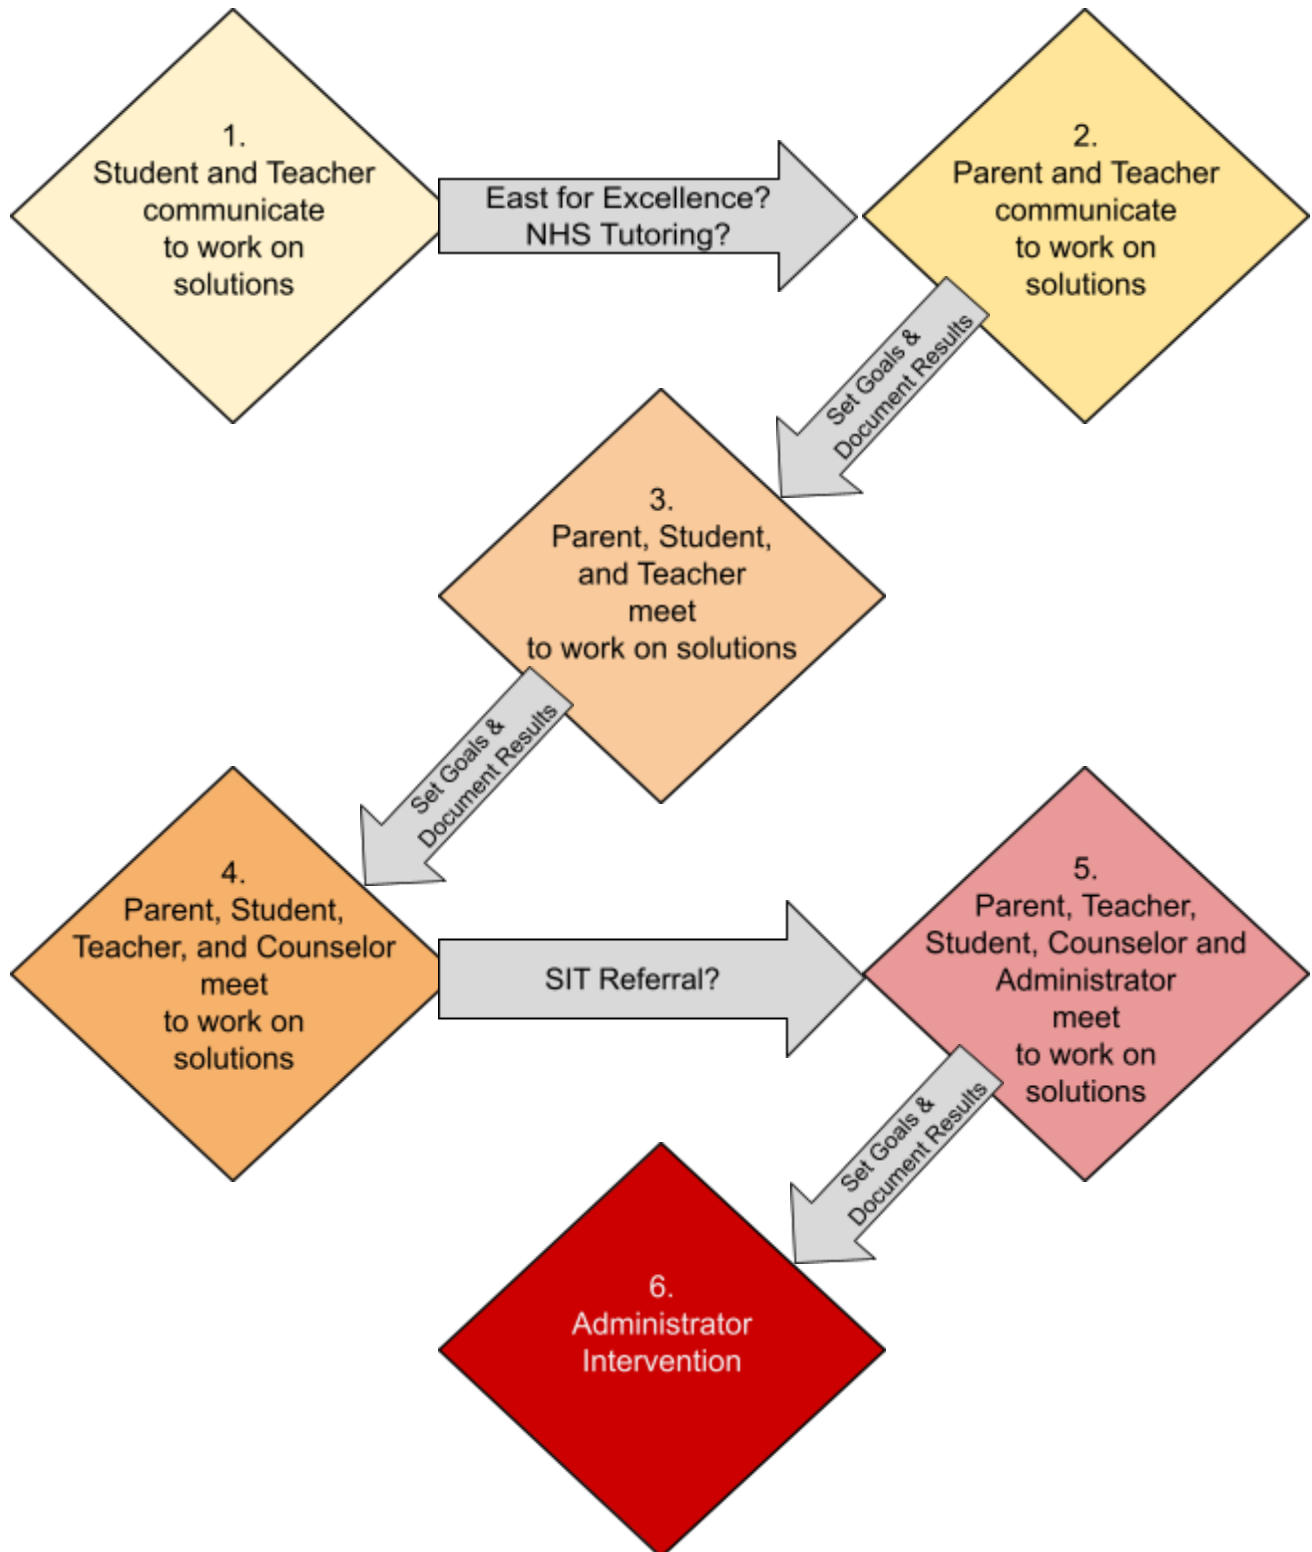 1.
Student and Teacher
communicate
to work on
solutions
East for Excellence?
NHS Tutoring?
2.
Parent and Teacher
communicate
to work on
solutions
Set Goals &
Document Results
3.
Parent, Student,
and Teacher
meet
to work on solutions
Set Goals &
Document Results
4.
Parent, Student,
Teacher, and Counselor
meet
to work on
solutions
SIT Referral?
5.
Parent, Teacher,
Student, Counselor and
Administrator
meet
to work on
solutions
Set Goals &
Document Results
6.
Administrator
Intervention